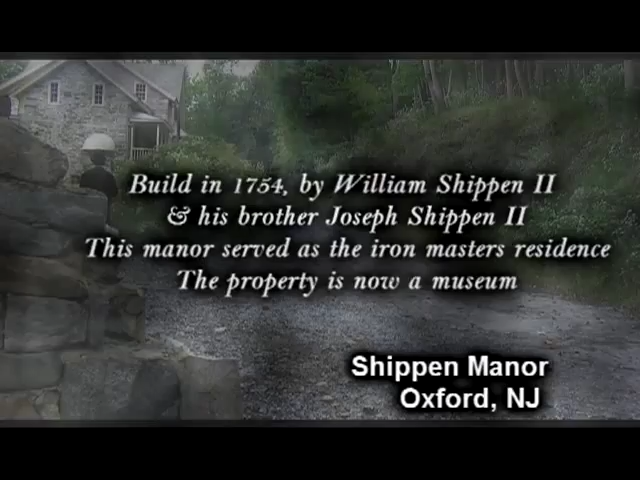 Build in 1754, by William Shippen II
& his brother Joseph Shippen II
This manor served as the iron masters residence
The property is now a museum
Shippen Manor
Oxford, NJ